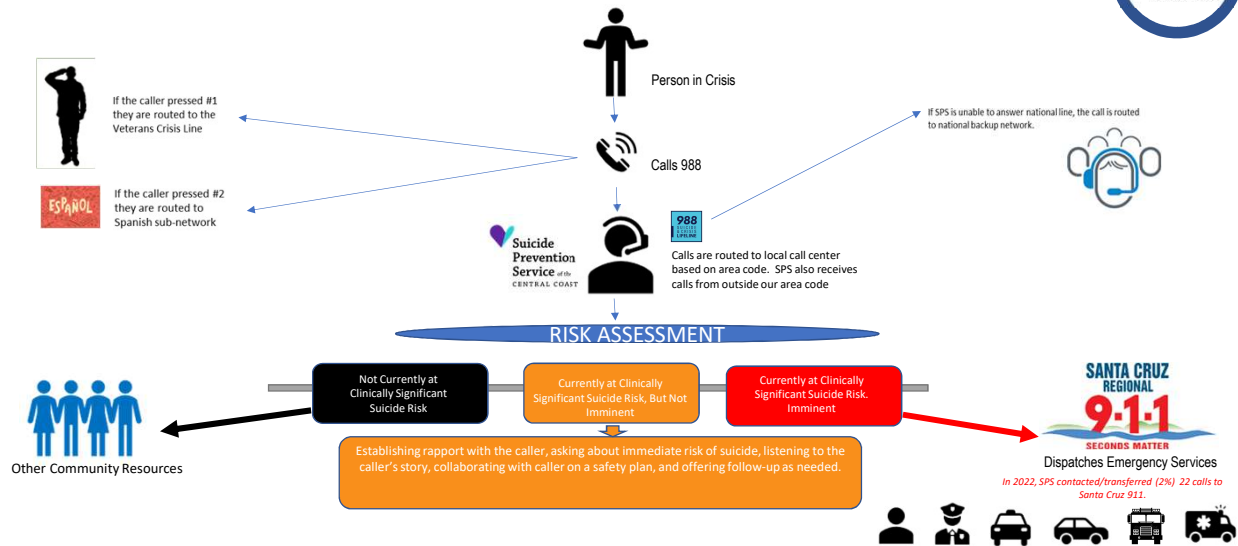 Person in Crisis
If the caller pressed #1
they are routed to the
Veterans Crisis Line
If SPS is unable to answer national line, the call is routed
to national backup network.
Calls 988
ESPAÑOL
If the caller pressed #2
they are routed to
Spanish sub-network
988
SUICIDE
& CRISIS
LIFELINE
Suicide
Prevention
Service of the
CENTRAL COAST
Calls are routed to local call center
based on area code. SPS also receives
calls from outside our area code
RISK ASSESSMENT
Not Currently at
Clinically Significant
Suicide Risk
Currently at Clinically
Significant Suicide Risk, But Not
Imminent
Currently at Clinically
Significant Suicide Risk.
Imminent
SANTA CRUZ
REGIONAL
9-1-1
SECONDS MATTER
Establishing rapport with the caller, asking about immediate risk of suicide, listening to the
caller's story, collaborating with caller on a safety plan, and offering follow-up as needed.
Other Community Resources
Dispatches Emergency Services
In 2022, SPS contacted/transferred (2%) 22 calls to
Santa Cruz 911.